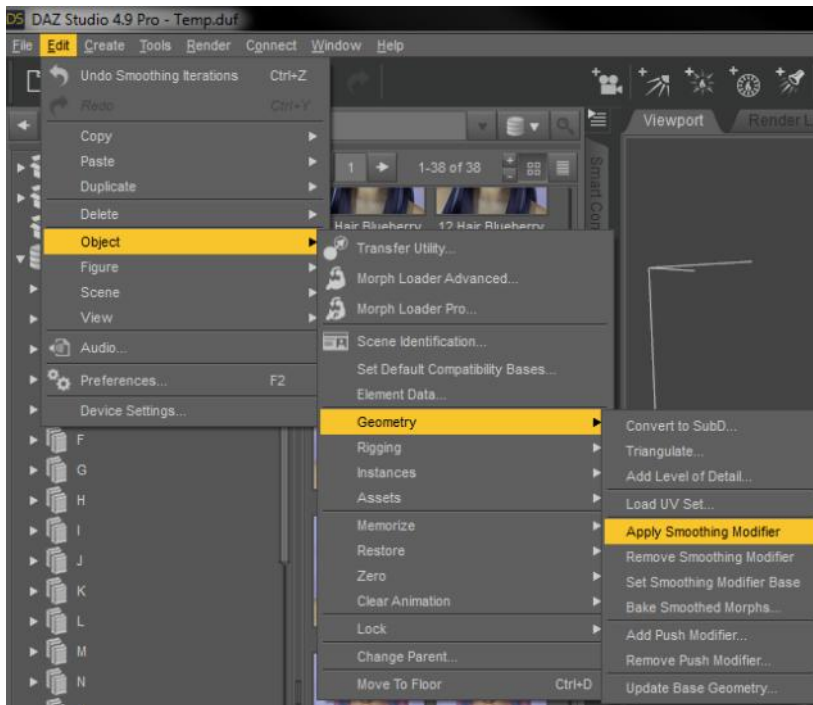 DS DAZ Studio 4.9 Pro - Temp.duf
File Edit Create Tools Render Connect Window Help
Undo Smoothing Iterations Ctrl+Z
Redo Ctrl+Y
Copy
Paste
Duplicate
Delete
Object
Figure
Scene
View
Audio...
Preferences... F2
Device Settings...
1 1-38 of 38
Hair Blueberry 12 Hair Blueberry
Smart Con
Viewport Render L
Transfer Utility...
Morph Loader Advanced...
Morph Loader Pro...
Scene Identification...
Set Default Compatibility Bases...
Element Data...
Geometry
Rigging
Instances
Assets
Memorize
Restore
Zero
Clear Animation
Lock
Change Parent...
Move To Floor Ctrl+D
Convert to SubD...
Triangulate...
Add Level of Detail...
Load UV Set...
Apply Smoothing Modifier
Remove Smoothing Modifier
Set Smoothing Modifier Base
Bake Smoothed Morphs...
Add Push Modifier...
Remove Push Modifier...
Update Base Geometry...
F
G
H
I
J
K
L
M
N